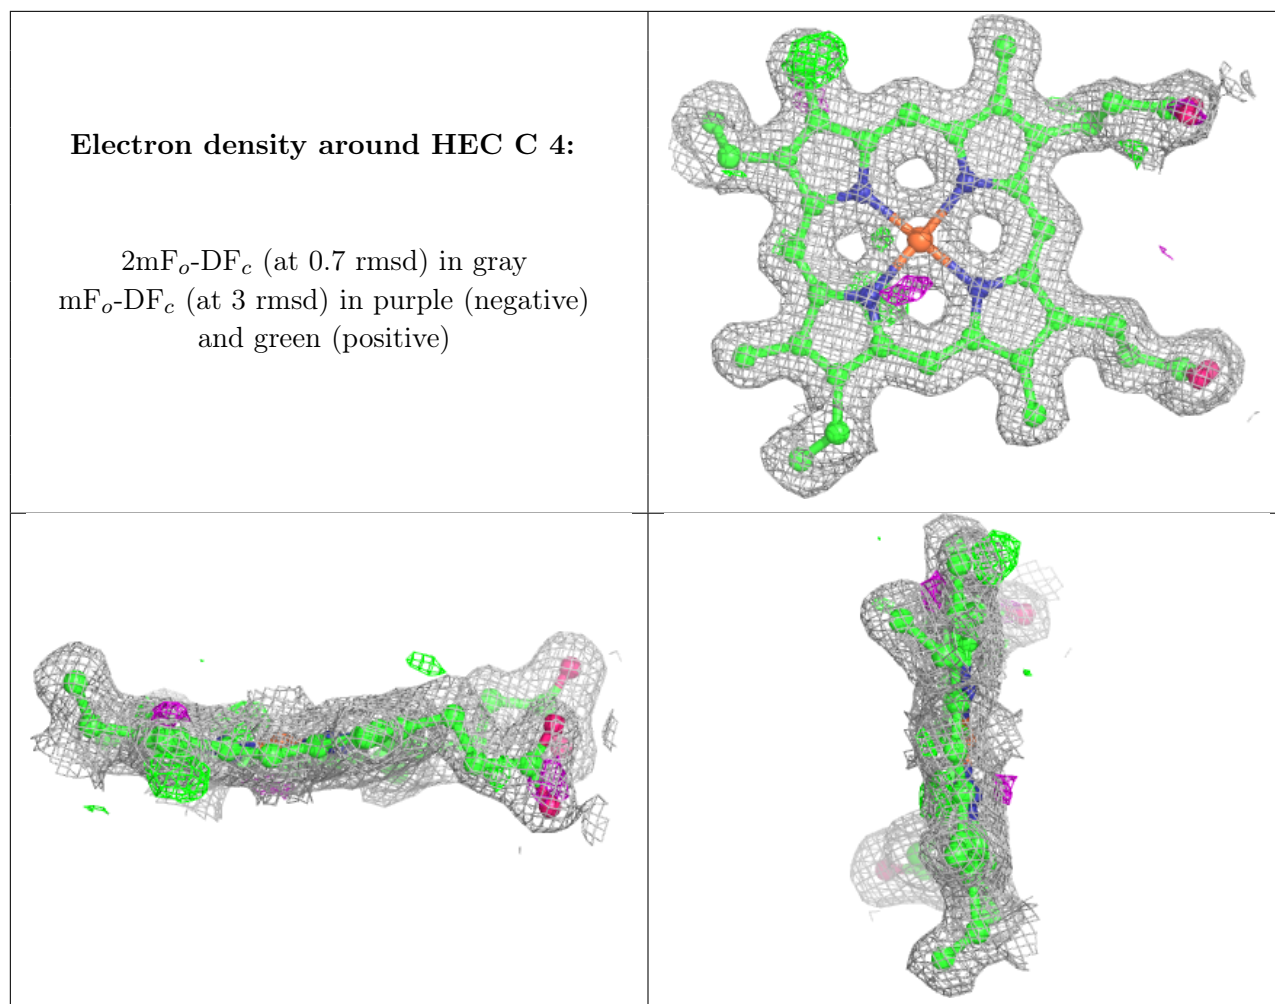 Electron density around HEC C 4:
2mFo-DFc (at 0.7 rmsd) in gray
mFo-DFc (at 3 rmsd) in purple (negative)
and green (positive)